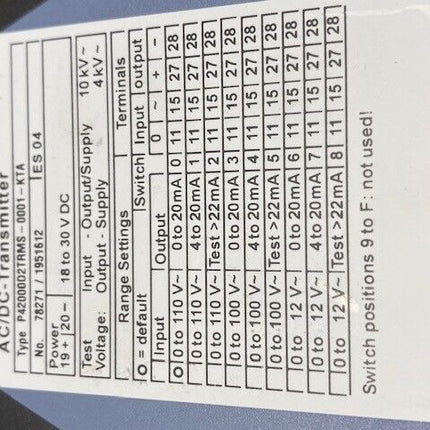 AC/DC-Transmitter
Type P42000D2TRMS-0001-KTA
No. 78271 / 1951612 ES 04
Power
19 + 20 - 18 to 30 V DC
Test Input - Output/Supply 10 kV ~
Voltage: Output - Supply 4 kV ~
Range Settings Terminals
O = default Switch Input output
Input Output 0 ~ + -
O 0 to 110 V~ 0 to 20mA 0 11 15 27 28
0 to 110 V~ 4 to 20mA 1 11 15 27 28
0 to 110 V~ Test >22mA 2 11 15 27 28
0 to 100 V~ 0 to 20mA 3 11 15 27 28
0 to 100 V~ 4 to 20mA 4 11 15 27 28
0 to 100 V~ Test >22mA 5 11 15 27 28
0 to 12 V~ 0 to 20mA 6 11 15 27 28
0 to 12 V~ 4 to 20mA 7 11 15 27 28
0 to 12 V~ Test >22mA 8 11 15 27 28
Switch positions 9 to F: not used!